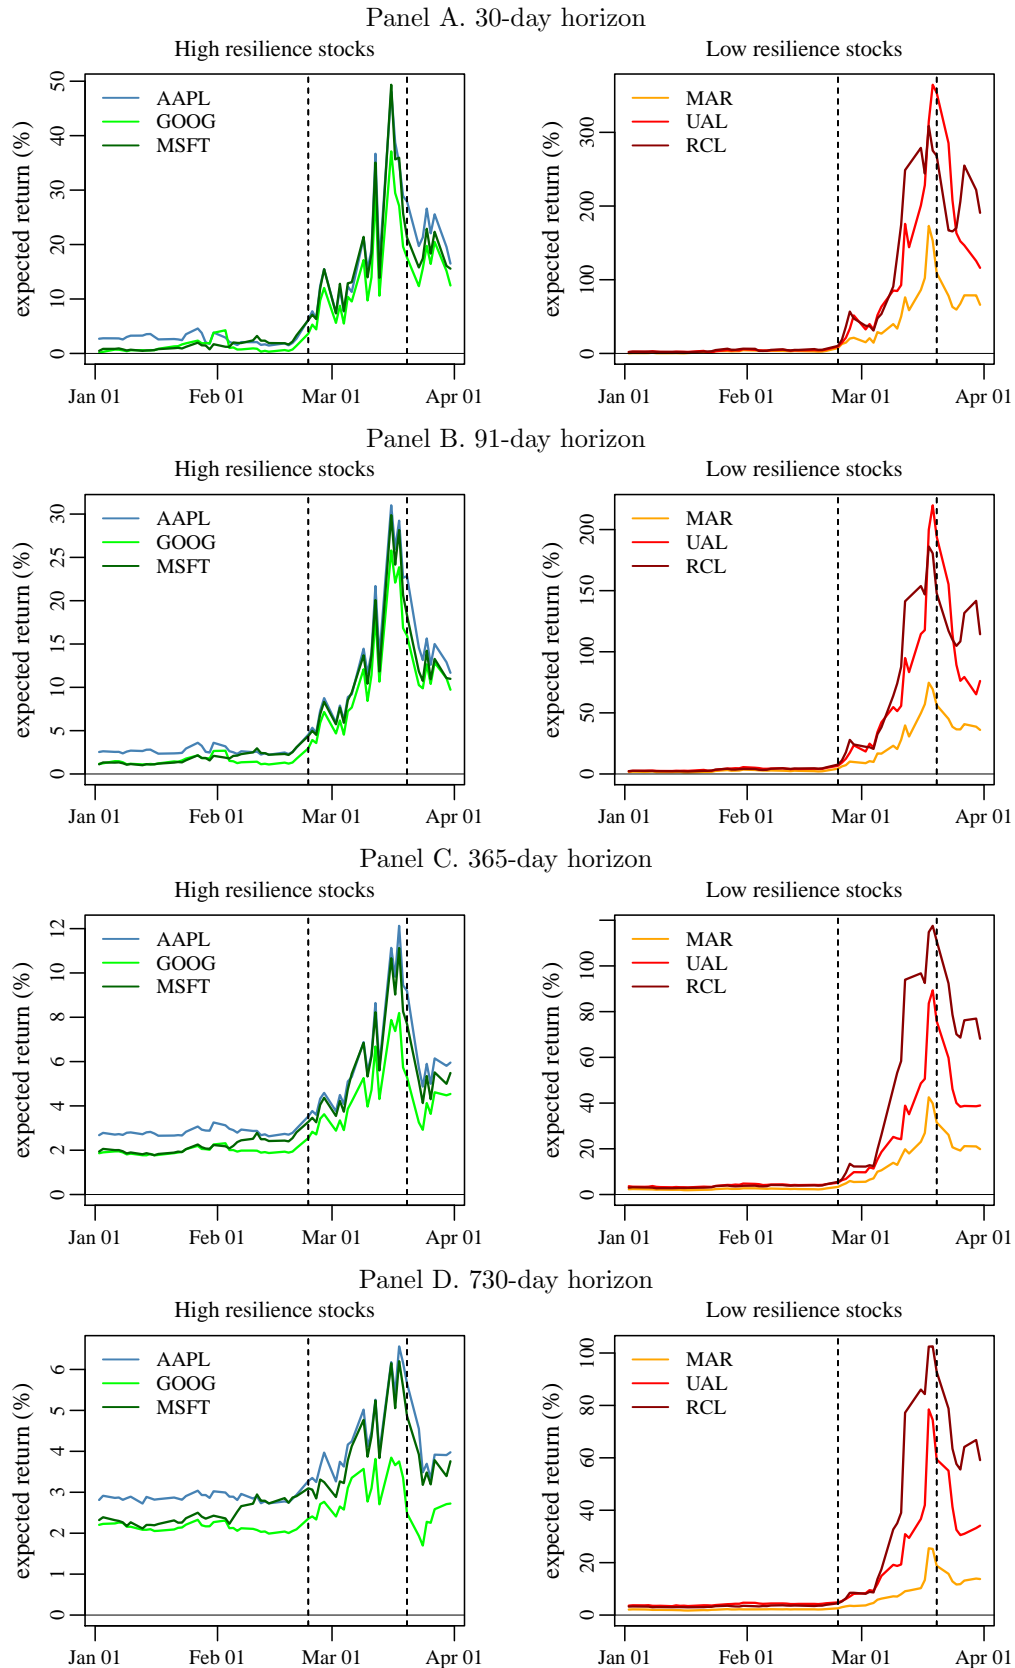 Panel A. 30-day horizon
High resilience stocks
expected return (%)
0
10
20
30
40
50
AAPL
GOOG
MSFT
Jan 01
Feb 01
Mar 01
Apr 01
Low resilience stocks
expected return (%)
0
100
200
300
MAR
UAL
RCL
Jan 01
Feb 01
Mar 01
Apr 01
Panel B. 91-day horizon
High resilience stocks
expected return (%)
0
5
10
15
20
25
30
AAPL
GOOG
MSFT
Jan 01
Feb 01
Mar 01
Apr 01
Low resilience stocks
expected return (%)
0
50
100
150
200
MAR
UAL
RCL
Jan 01
Feb 01
Mar 01
Apr 01
Panel C. 365-day horizon
High resilience stocks
expected return (%)
0
2
4
6
8
10
12
AAPL
GOOG
MSFT
Jan 01
Feb 01
Mar 01
Apr 01
Low resilience stocks
expected return (%)
0
20
40
60
80
100
MAR
UAL
RCL
Jan 01
Feb 01
Mar 01
Apr 01
Panel D. 730-day horizon
High resilience stocks
expected return (%)
0
1
2
3
4
5
6
AAPL
GOOG
MSFT
Jan 01
Feb 01
Mar 01
Apr 01
Low resilience stocks
expected return (%)
0
20
40
60
80
100
MAR
UAL
RCL
Jan 01
Feb 01
Mar 01
Apr 01